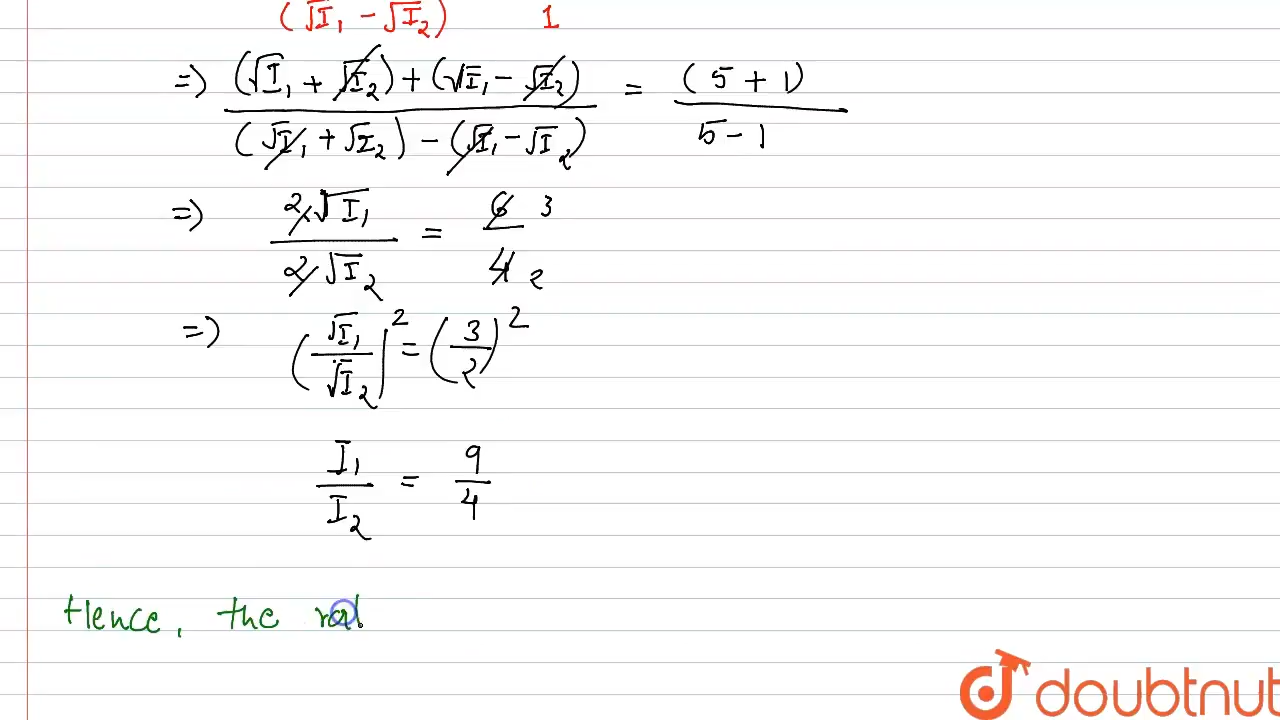 (√I₁ - √I₂) 1
=> (√I₁ + √I₂) + (√I₁ - √I₂) / (√I₁ + √I₂) - (√I₁ - √I₂) = (5 + 1) / 5 - 1
=> 2√I₁ / 2√I₂ = 6 3 / 4 2
=> (√I₁ / √I₂)² = (3 / 2)²
I₁ / I₂ = 9 / 4
Hence, the rat
doubtnut